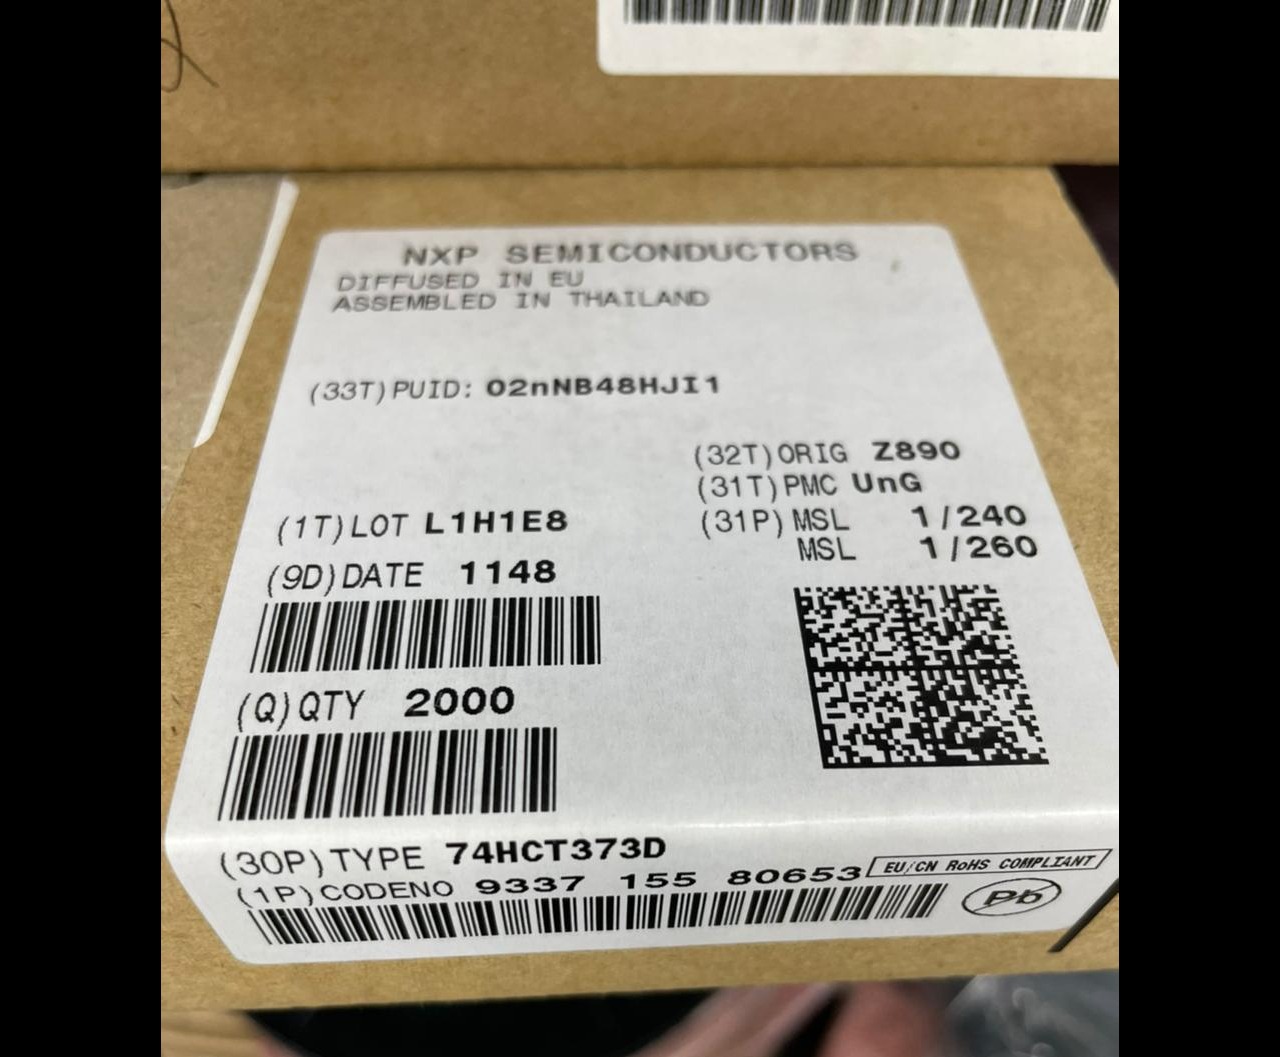 NXP SEMICONDUCTORS
DIFFUSED IN EU
ASSEMBLED IN THAILAND
(33T)PUID: 02nNB48HJI1
(32T)ORIG Z890
(31T)PMC UnG
(1T)LOT L1H1E8
(31P)MSL 1/240
MSL 1/260
(9D)DATE 1148
(Q)QTY 2000
(30P)TYPE 74HCT373D
(1P)CODENO 9337 155 80653
EU/CN RoHS COMPLIANT
Pb